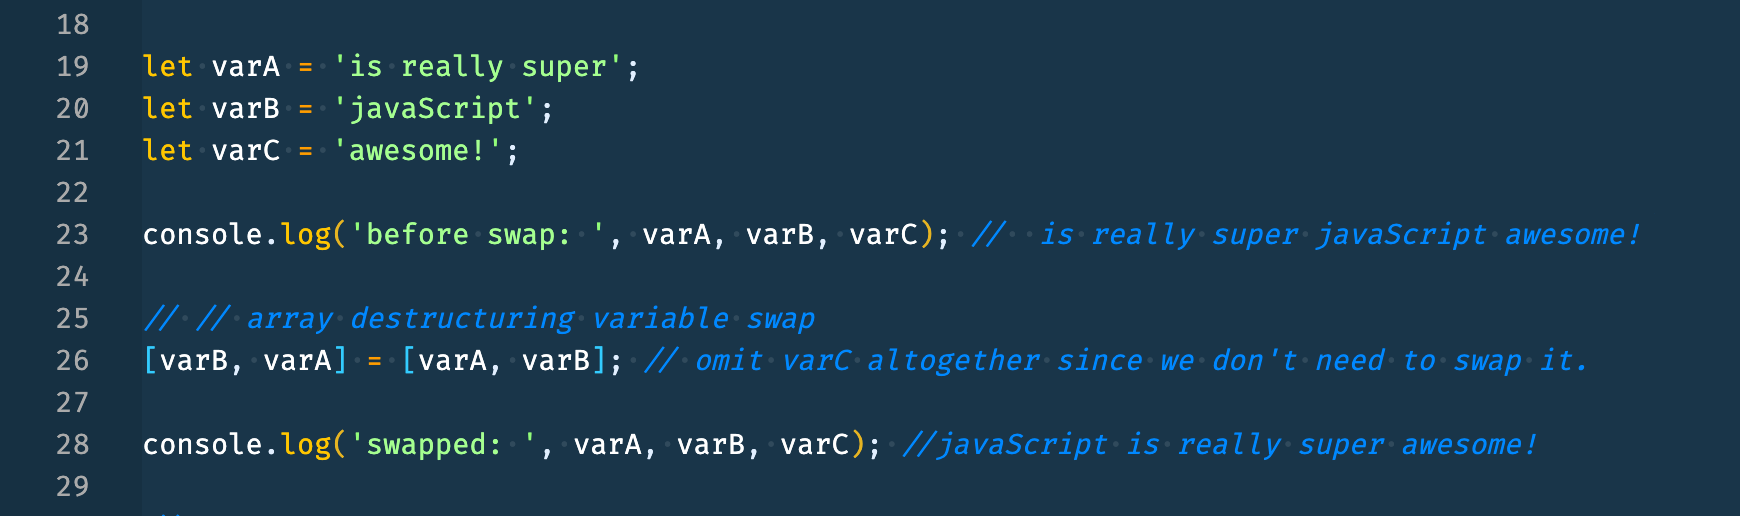 18
19 let varA = 'is really super';
20 let varB = 'javaScript';
21 let varC = 'awesome!';
22
23 console.log('before swap: ', varA, varB, varC); //  is really super javaScript awesome!
24
25 // // array destructuring variable swap
26 [varB, varA] = [varA, varB]; // omit varC altogether since we don't need to swap it.
27
28 console.log('swapped: ', varA, varB, varC); //javaScript is really super awesome!
29